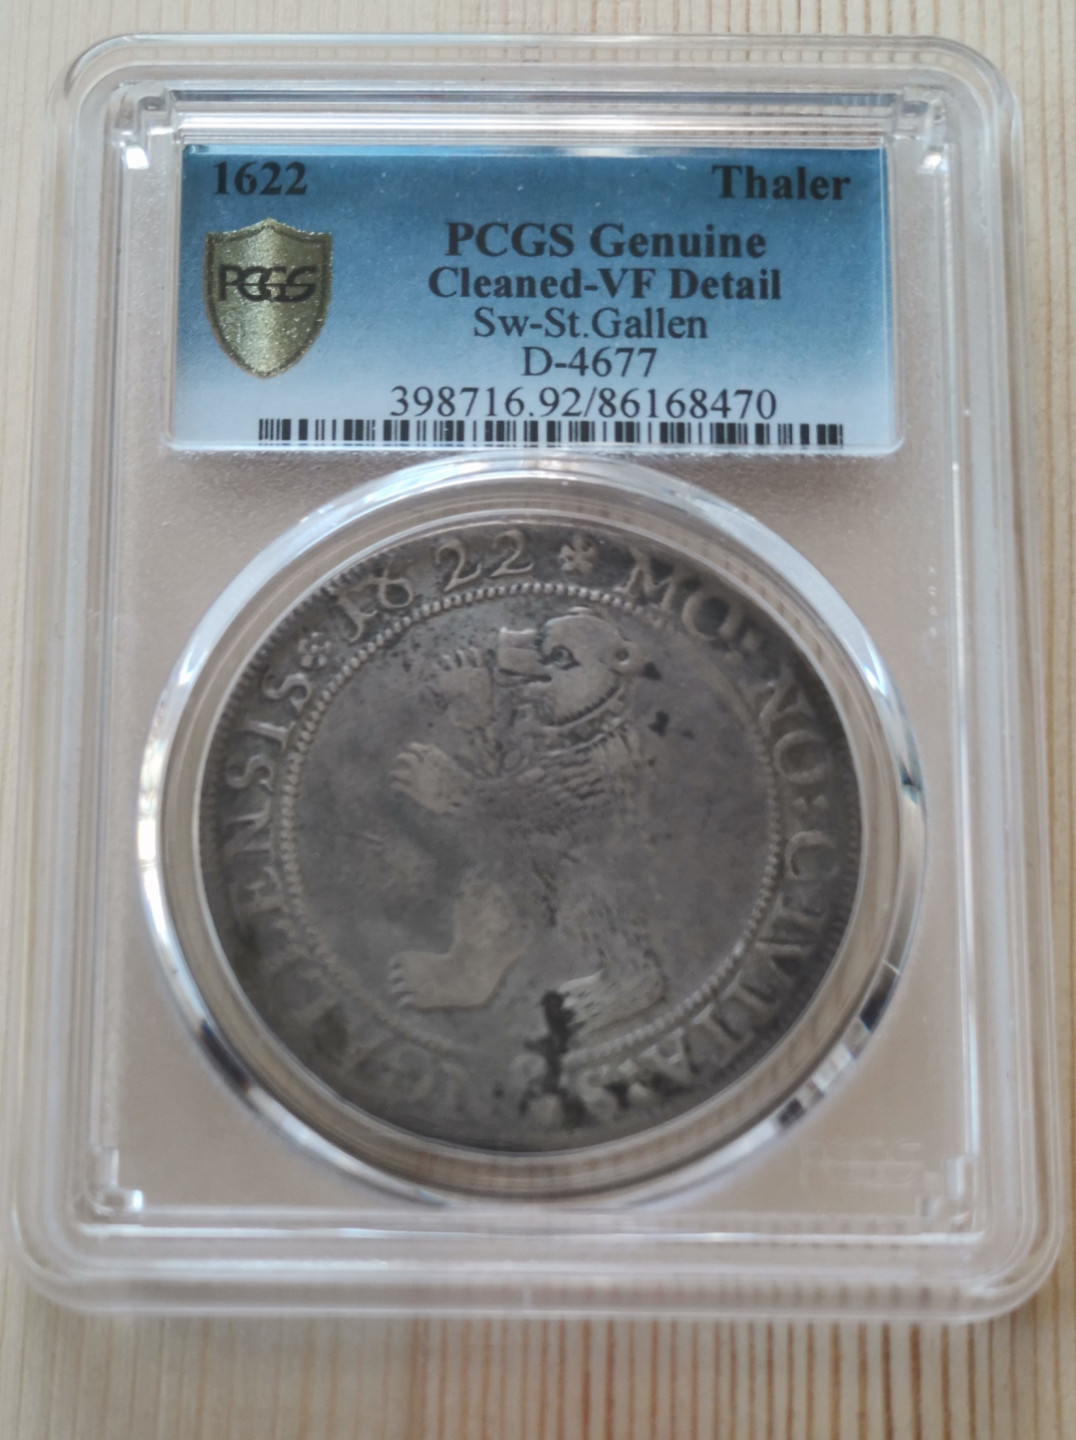 1622 Thaler
PCGS
PCGS Genuine
Cleaned-VF Detail
Sw-St.Gallen
D-4677
398716.92/86168470
1622 * MO: NO: CIVITA
ENSIS